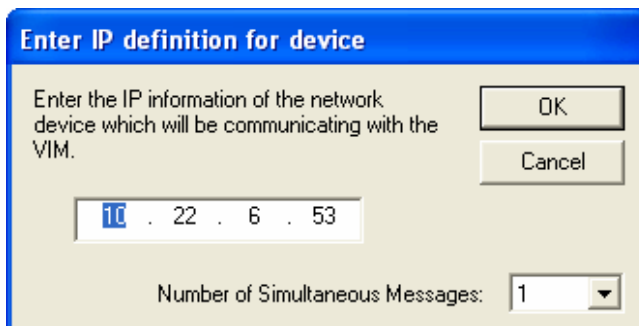 Enter IP definition for device
Enter the IP information of the network
device which will be communicating with the
VIM.
OK
Cancel
10 . 22 . 6 . 53
Number of Simultaneous Messages: 1